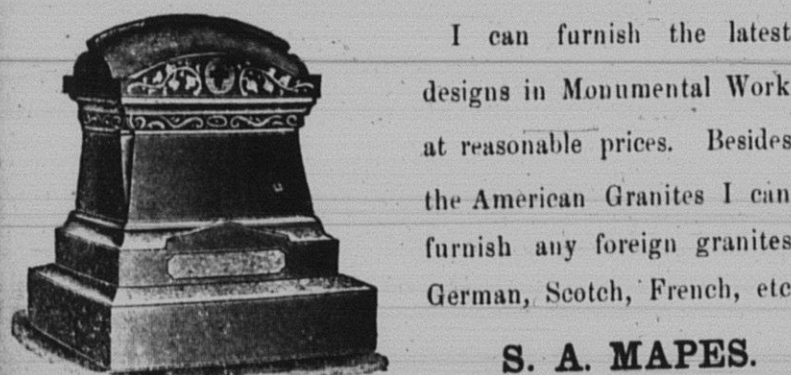 I can furnish the latest
designs in Monumental Work
at reasonable prices. Besides
the American Granites I can
furnish any foreign granites
German, Scotch, French, etc
S. A. MAPES.